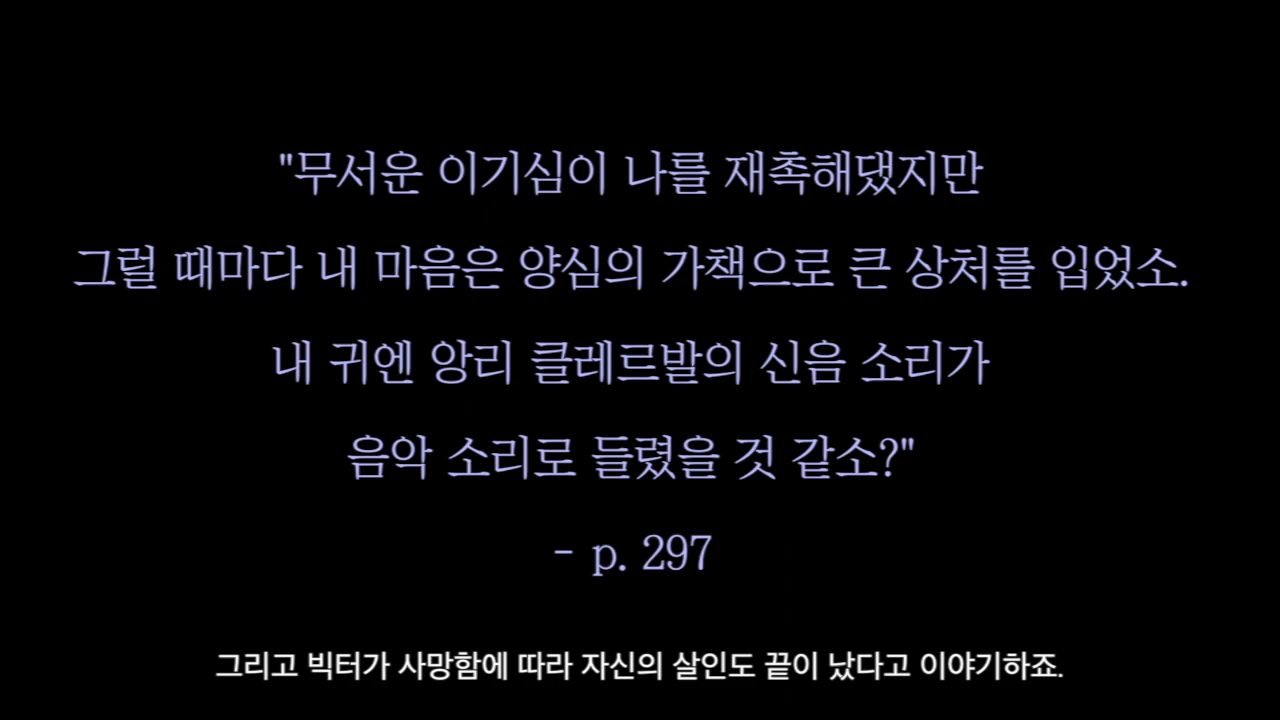 "무서운 이기심이 나를 재촉해댔지만
그럴 때마다 내 마음은 양심의 가책으로 큰 상처를 입었소.
내 귀엔 앙리 클레르발의 신음 소리가
음악 소리로 들렸을 것 같소?"
- p. 297
그리고 빅터가 사망함에 따라 자신의 살인도 끝이 났다고 이야기하죠.